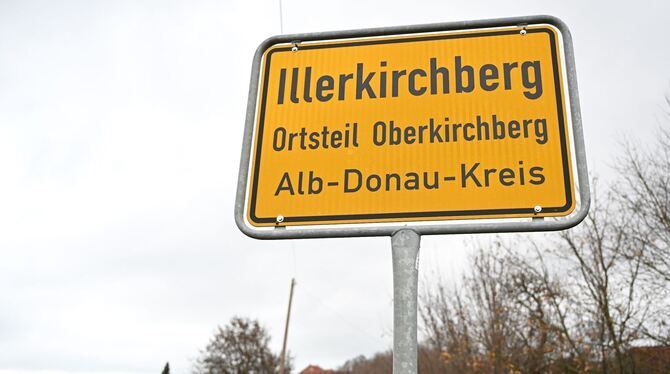 Illerkirchberg
Ortsteil Oberkirchberg
Alb-Donau-Kreis